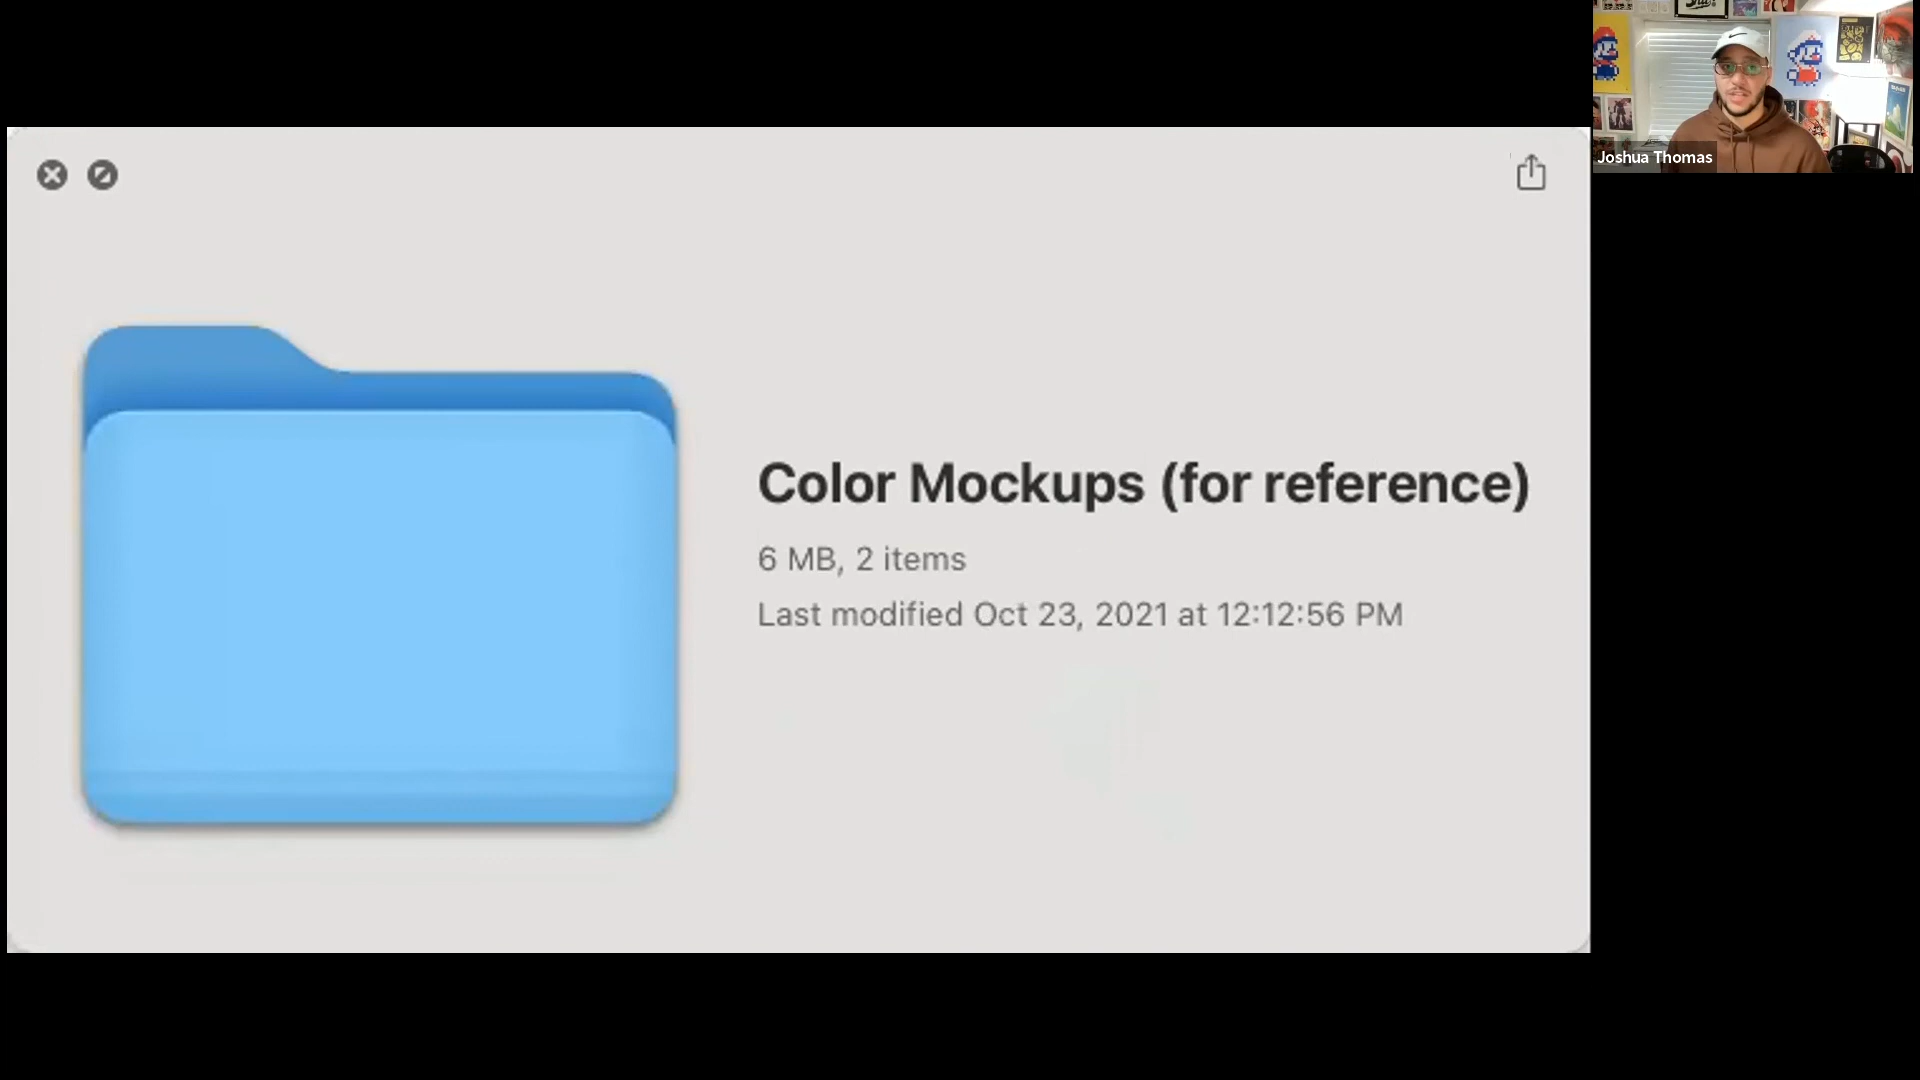 Color Mockups (for reference)
6 MB, 2 items
Last modified Oct 23, 2021 at 12:12:56 PM
Joshua Thomas